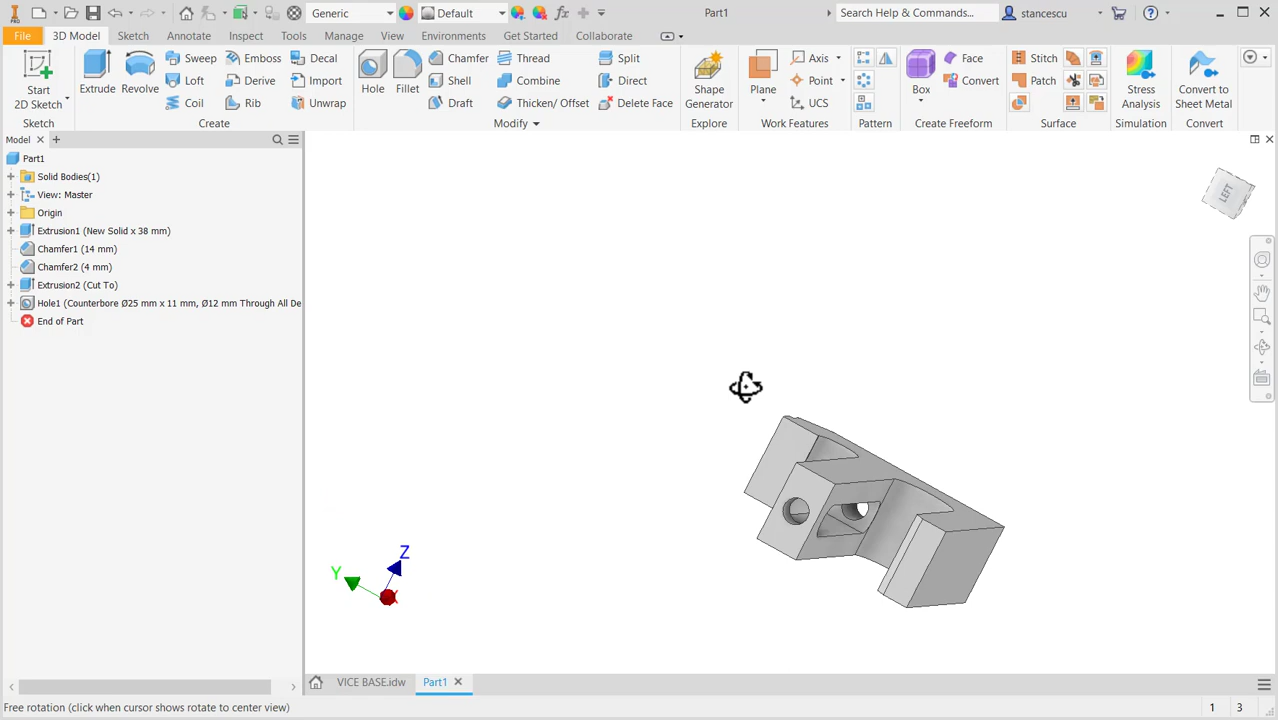 PRO
Generic
Default
Part1
Search Help & Commands...
stancescu
File
3D Model
Sketch
Annotate
Inspect
Tools
Manage
View
Environments
Get Started
Collaborate
Start
2D Sketch
Sketch
Extrude
Revolve
Sweep
Loft
Coil
Emboss
Derive
Rib
Decal
Import
Unwrap
Create
Hole
Fillet
Chamfer
Shell
Draft
Thread
Combine
Thicken/ Offset
Split
Direct
Delete Face
Modify
Shape
Generator
Explore
Plane
Axis
Point
UCS
Work Features
Pattern
Box
Face
Convert
Create Freeform
Stitch
Patch
Surface
Stress
Analysis
Simulation
Convert to
Sheet Metal
Convert
Model
Part1
Solid Bodies(1)
View: Master
Origin
Extrusion1 (New Solid x 38 mm)
Chamfer1 (14 mm)
Chamfer2 (4 mm)
Extrusion2 (Cut To)
Hole1 (Counterbore Ø25 mm x 11 mm, Ø12 mm Through All De
End of Part
LEFT
Z
Y
X
VICE BASE.idw
Part1
Free rotation (click when cursor shows rotate to center view)
1
3